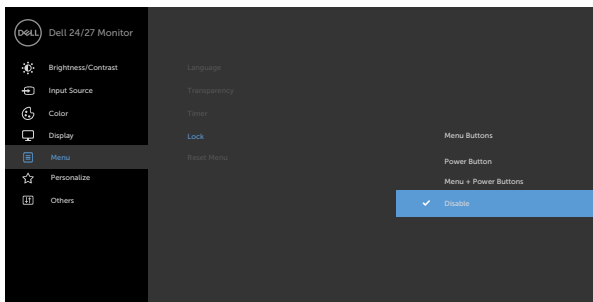 DELL
Dell 24/27 Monitor
Brightness/Contrast
Input Source
Color
Display
Menu
Personalize
Others
Language
Transparency
Timer
Lock
Reset Menu
Menu Buttons
Power Button
Menu + Power Buttons
Disable